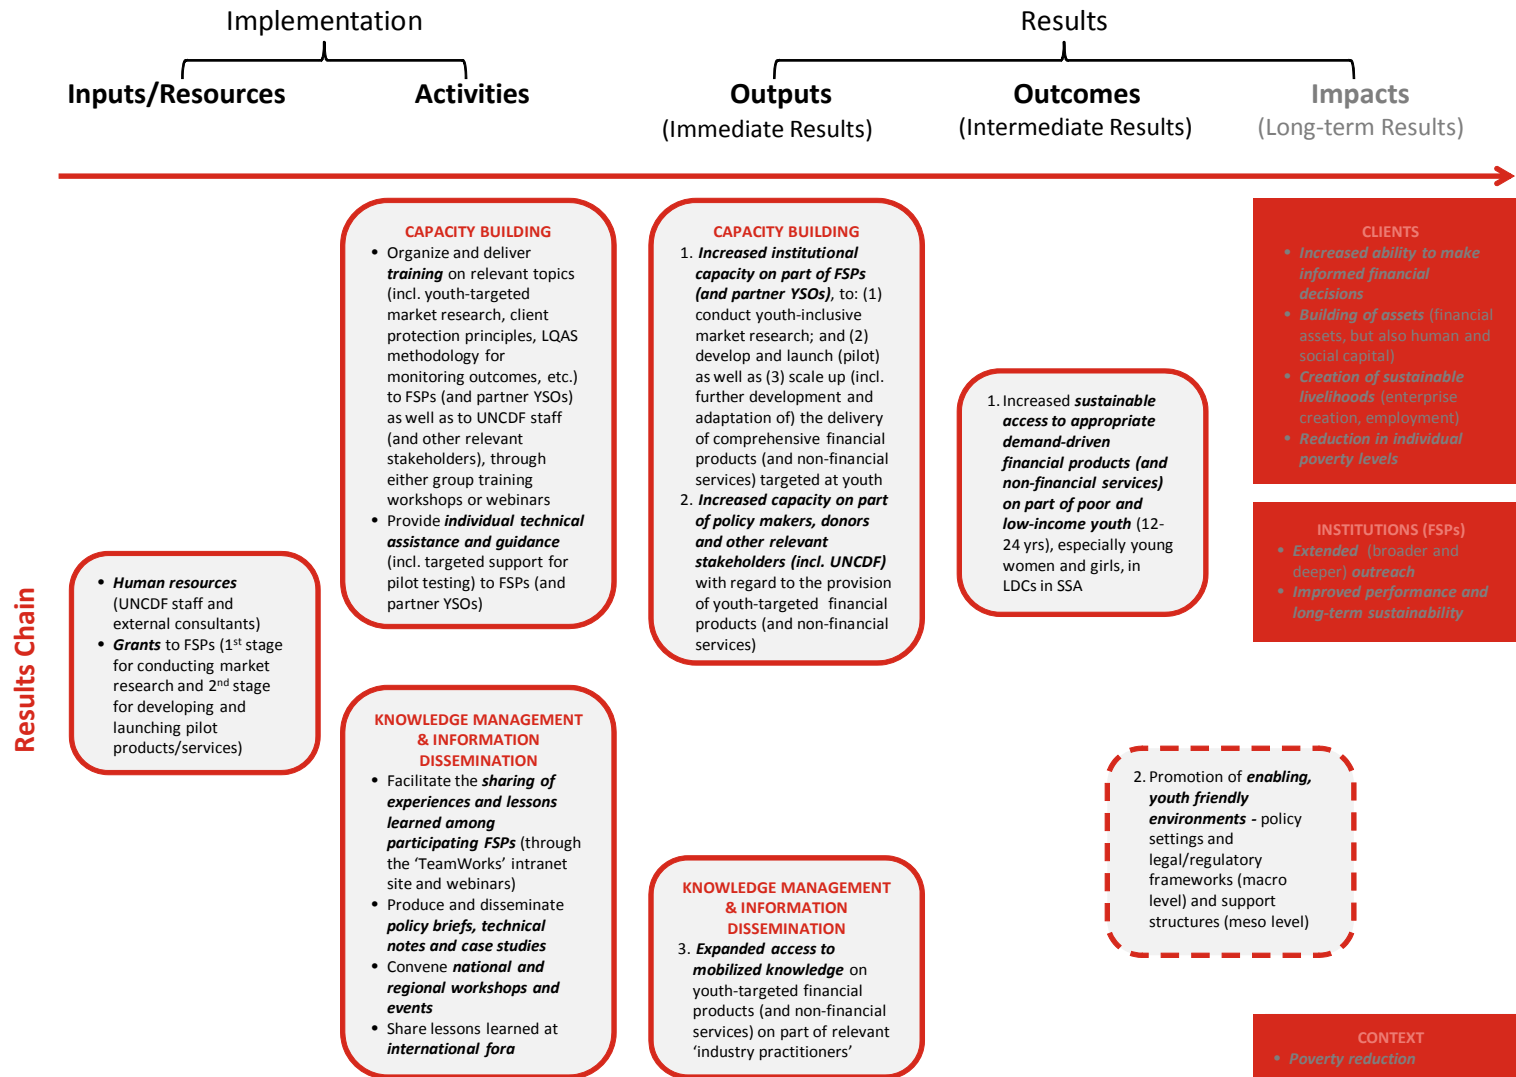 Implementation
Results
Inputs/Resources
Activities
Outputs
(Immediate Results)
Outcomes
(Intermediate Results)
Impacts
(Long-term Results)
Results Chain
• Human resources
(UNCDF staff and
external consultants)
• Grants to FSPs (1st stage
for conducting market
research and 2nd stage
for developing and
launching pilot
products/services)
CAPACITY BUILDING
• Organize and deliver
training on relevant topics
(incl. youth-targeted
market research, client
protection principles, LQAS
methodology for
monitoring outcomes, etc.)
to FSPs (and partner YSOs)
as well as to UNCDF staff
(and other relevant
stakeholders), through
either group training
workshops or webinars
• Provide individual technical
assistance and guidance
(incl. targeted support for
pilot testing) to FSPs (and
partner YSOs)
KNOWLEDGE MANAGEMENT
& INFORMATION
DISSEMINATION
• Facilitate the sharing of
experiences and lessons
learned among
participating FSPs (through
the ‘TeamWorks’ intranet
site and webinars)
• Produce and disseminate
policy briefs, technical
notes and case studies
• Convene national and
regional workshops and
events
• Share lessons learned at
international fora
CAPACITY BUILDING
1. Increased institutional
capacity on part of FSPs
(and partner YSOs), to: (1)
conduct youth-inclusive
market research; and (2)
develop and launch (pilot)
as well as (3) scale up (incl.
further development and
adaptation of) the delivery
of comprehensive financial
products (and non-financial
services) targeted at youth
2. Increased capacity on part
of policy makers, donors
and other relevant
stakeholders (incl. UNCDF)
with regard to the provision
of youth-targeted financial
products (and non-financial
services)
KNOWLEDGE MANAGEMENT
& INFORMATION
DISSEMINATION
3. Expanded access to
mobilized knowledge on
youth-targeted financial
products (and non-financial
services) on part of relevant
‘industry practitioners’
1. Increased sustainable
access to appropriate
demand-driven
financial products (and
non-financial services)
on part of poor and
low-income youth (12-
24 yrs), especially young
women and girls, in
LDCs in SSA
2. Promotion of enabling,
youth friendly
environments - policy
settings and
legal/regulatory
frameworks (macro
level) and support
structures (meso level)
CLIENTS
• Increased ability to make
informed financial
decisions
• Building of assets (financial
assets, but also human and
social capital)
• Creation of sustainable
livelihoods (enterprise
creation, employment)
• Reduction in individual
poverty levels
INSTITUTIONS (FSPs)
• Extended (broader and
deeper) outreach
• Improved performance and
long-term sustainability
CONTEXT
• Poverty reduction